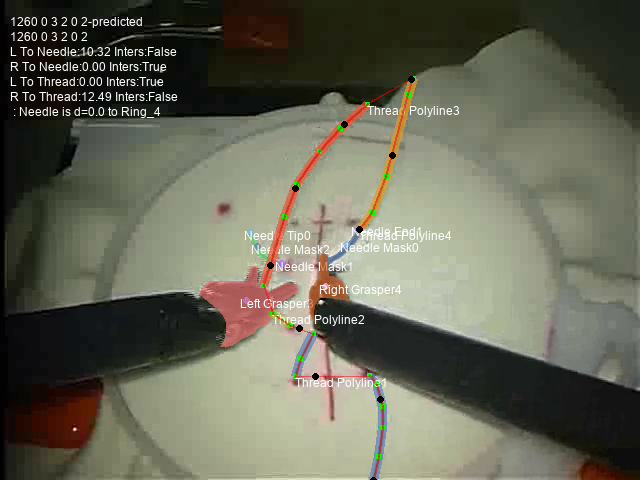 1260 0 3 2 0 2-predicted
1260 0 3 2 0 2
L To Needle:10.32 Inters:False
R To Needle:0.00 Inters:True
L To Thread:0.00 Inters:True
R To Thread:12.49 Inters:False
: Needle is d=0.0 to Ring_4
Thread Polyline3
Needle End1
Needle Tip0
Thread Polyline4
Needle Mask2
Needle Mask0
Needle Mask1
Right Grasper4
Left Grasper3
Thread Polyline2
Thread Polyline1